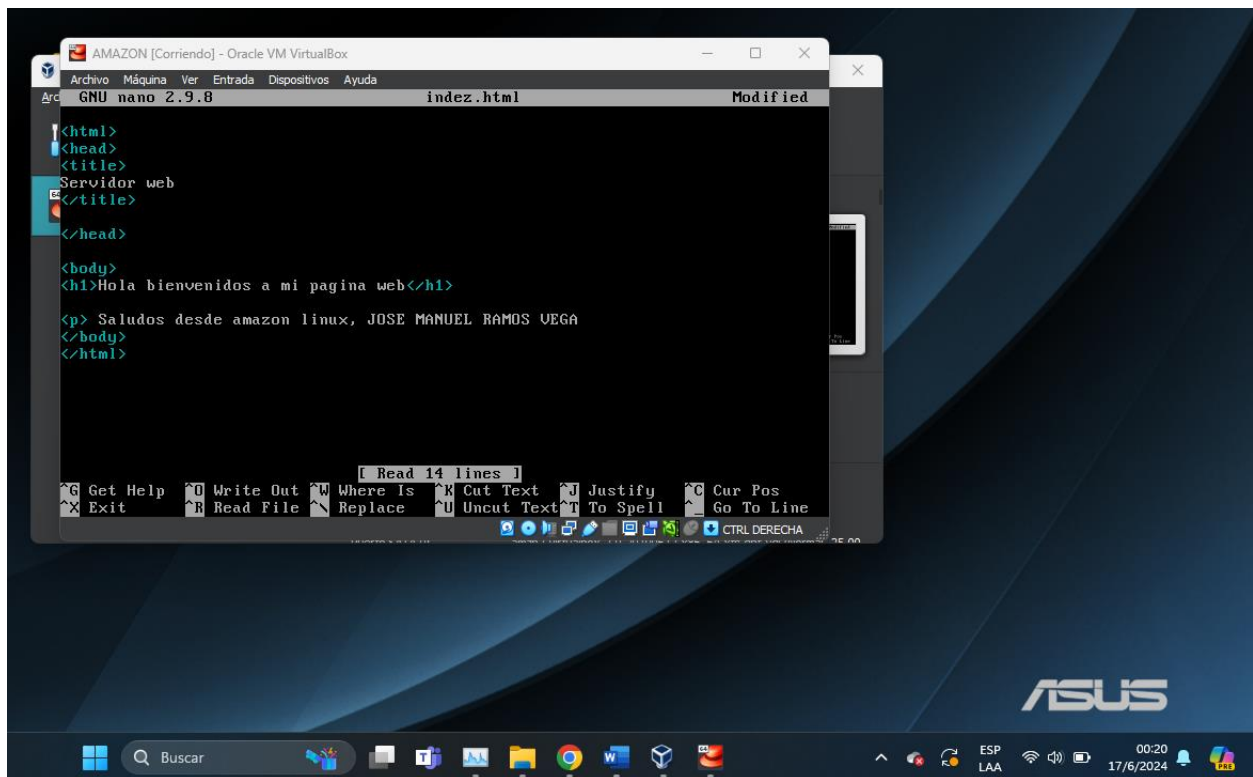 AMAZON [Corriendo] - Oracle VM VirtualBox
Archivo Máquina Ver Entrada Dispositivos Ayuda
GNU nano 2.9.8 indez.html Modified
<html>
<head>
<title>
Servidor web
</title>
</head>
<body>
<h1>Hola bienvenidos a mi pagina web</h1>
<p> Saludos desde amazon linux, JOSE MANUEL RAMOS VEGA
</body>
</html>
[ Read 14 lines ]
^G Get Help ^O Write Out ^W Where Is ^K Cut Text ^J Justify ^C Cur Pos
^X Exit ^R Read File ^\ Replace ^U Uncut Text ^T To Spell ^_ Go To Line
CTRL DERECHA
ASUS
Buscar
ESP
LAA
00:20
17/6/2024
PRE